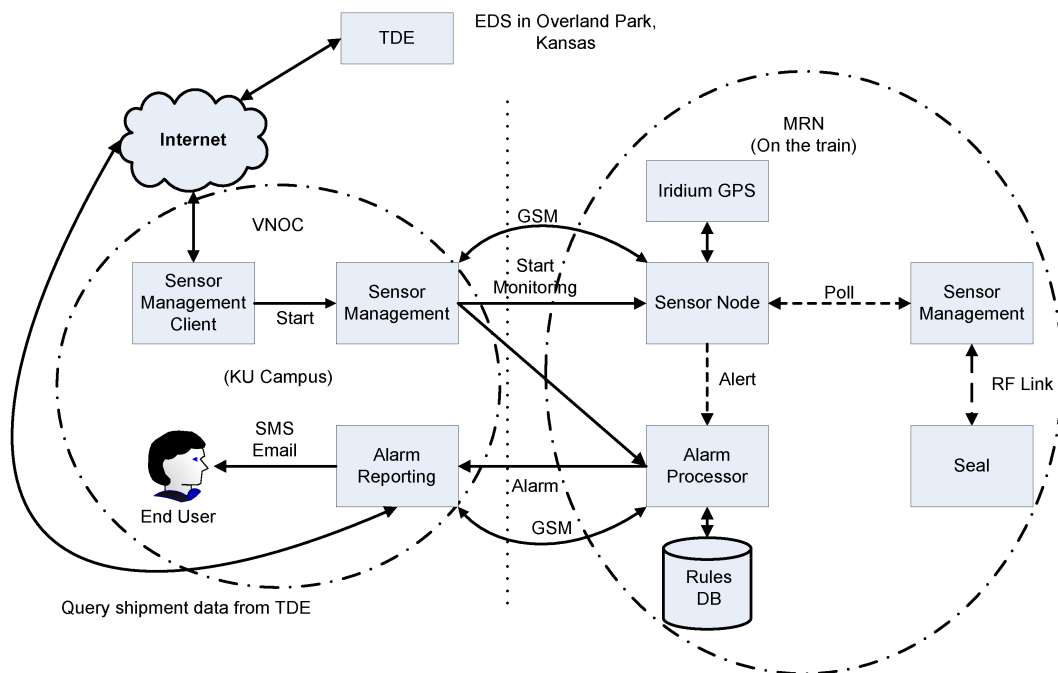 TDE
EDS in Overland Park,
Kansas
Internet
MRN
(On the train)
Iridium GPS
VNOC
GSM
Sensor
Management
Client
Start
Sensor
Management
Start
Monitoring
Sensor Node
Poll
Sensor
Management
(KU Campus)
Alert
RF Link
SMS
Email
End User
Alarm
Reporting
Alarm
Alarm
Processor
Seal
GSM
Rules
DB
Query shipment data from TDE